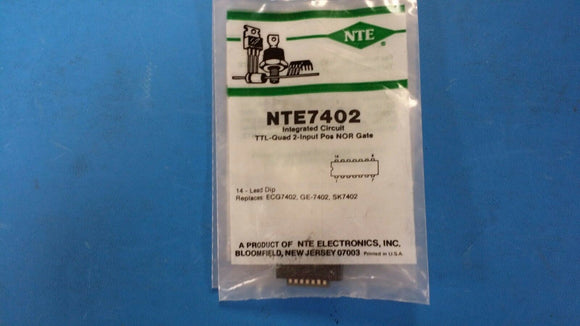 NTE
NTE7402
Integrated Circuit
TTL-Quad 2-Input Pos NOR Gate
14 - Lead Dip
Replaces: ECG7402, GE-7402, SK7402
A PRODUCT OF NTE ELECTRONICS, INC.
BLOOMFIELD, NEW JERSEY 07003 Printed in U.S.A.